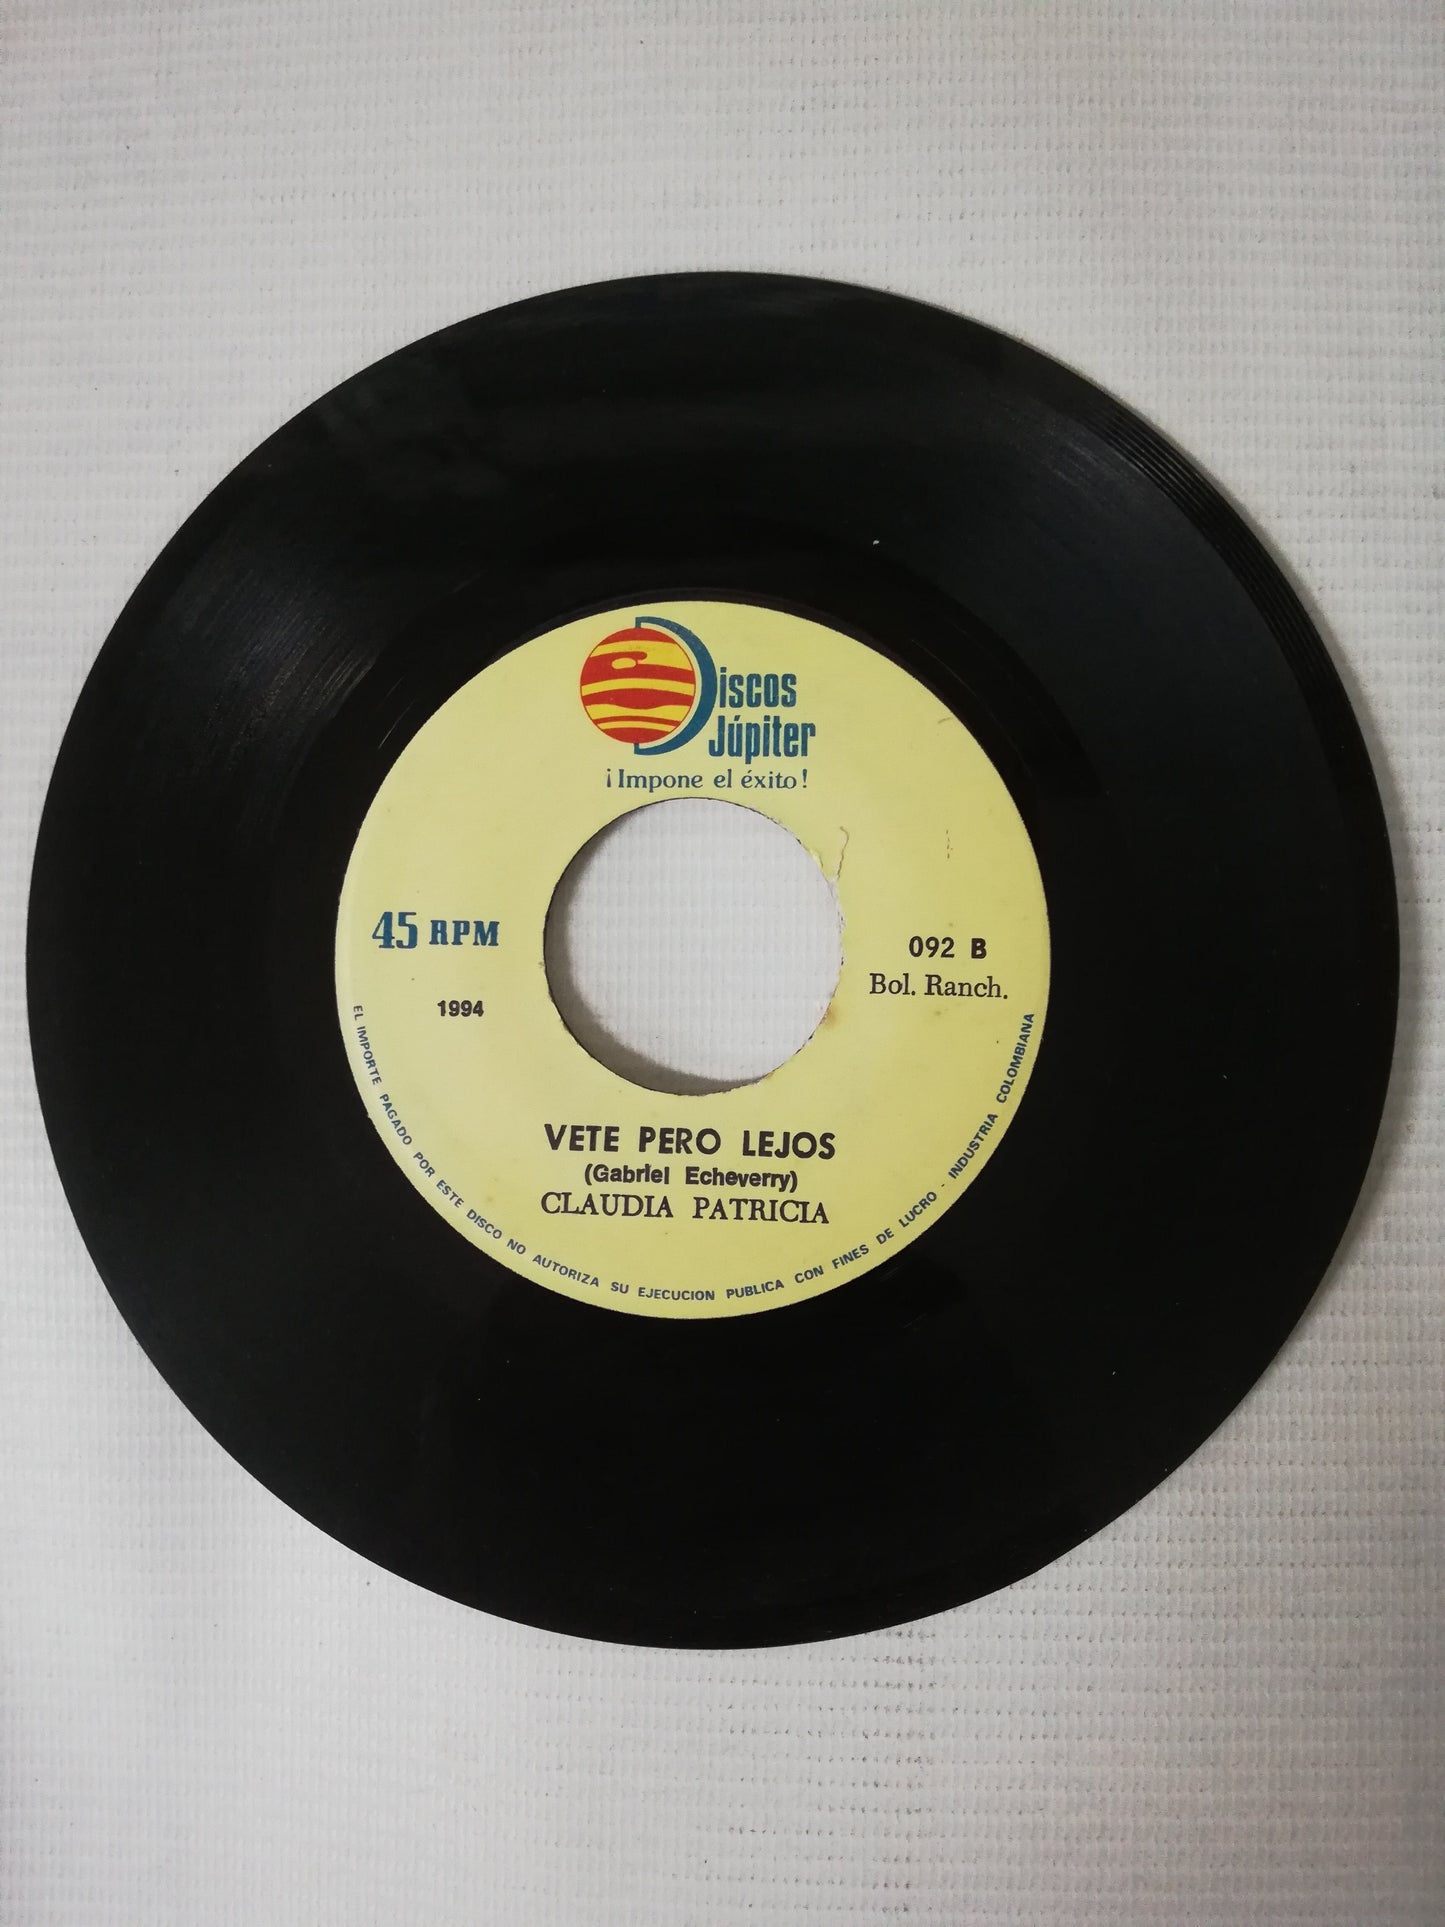 Discos
Júpiter
¡Impone el éxito!
45 RPM
1994
092 B
Bol. Ranch.
VETE PERO LEJOS
(Gabriel Echeverry)
CLAUDIA PATRICIA
EL IMPORTE PAGADO POR ESTE DISCO NO AUTORIZA SU EJECUCION PUBLICA CON FINES DE LUCRO - INDUSTRIA COLOMBIANA